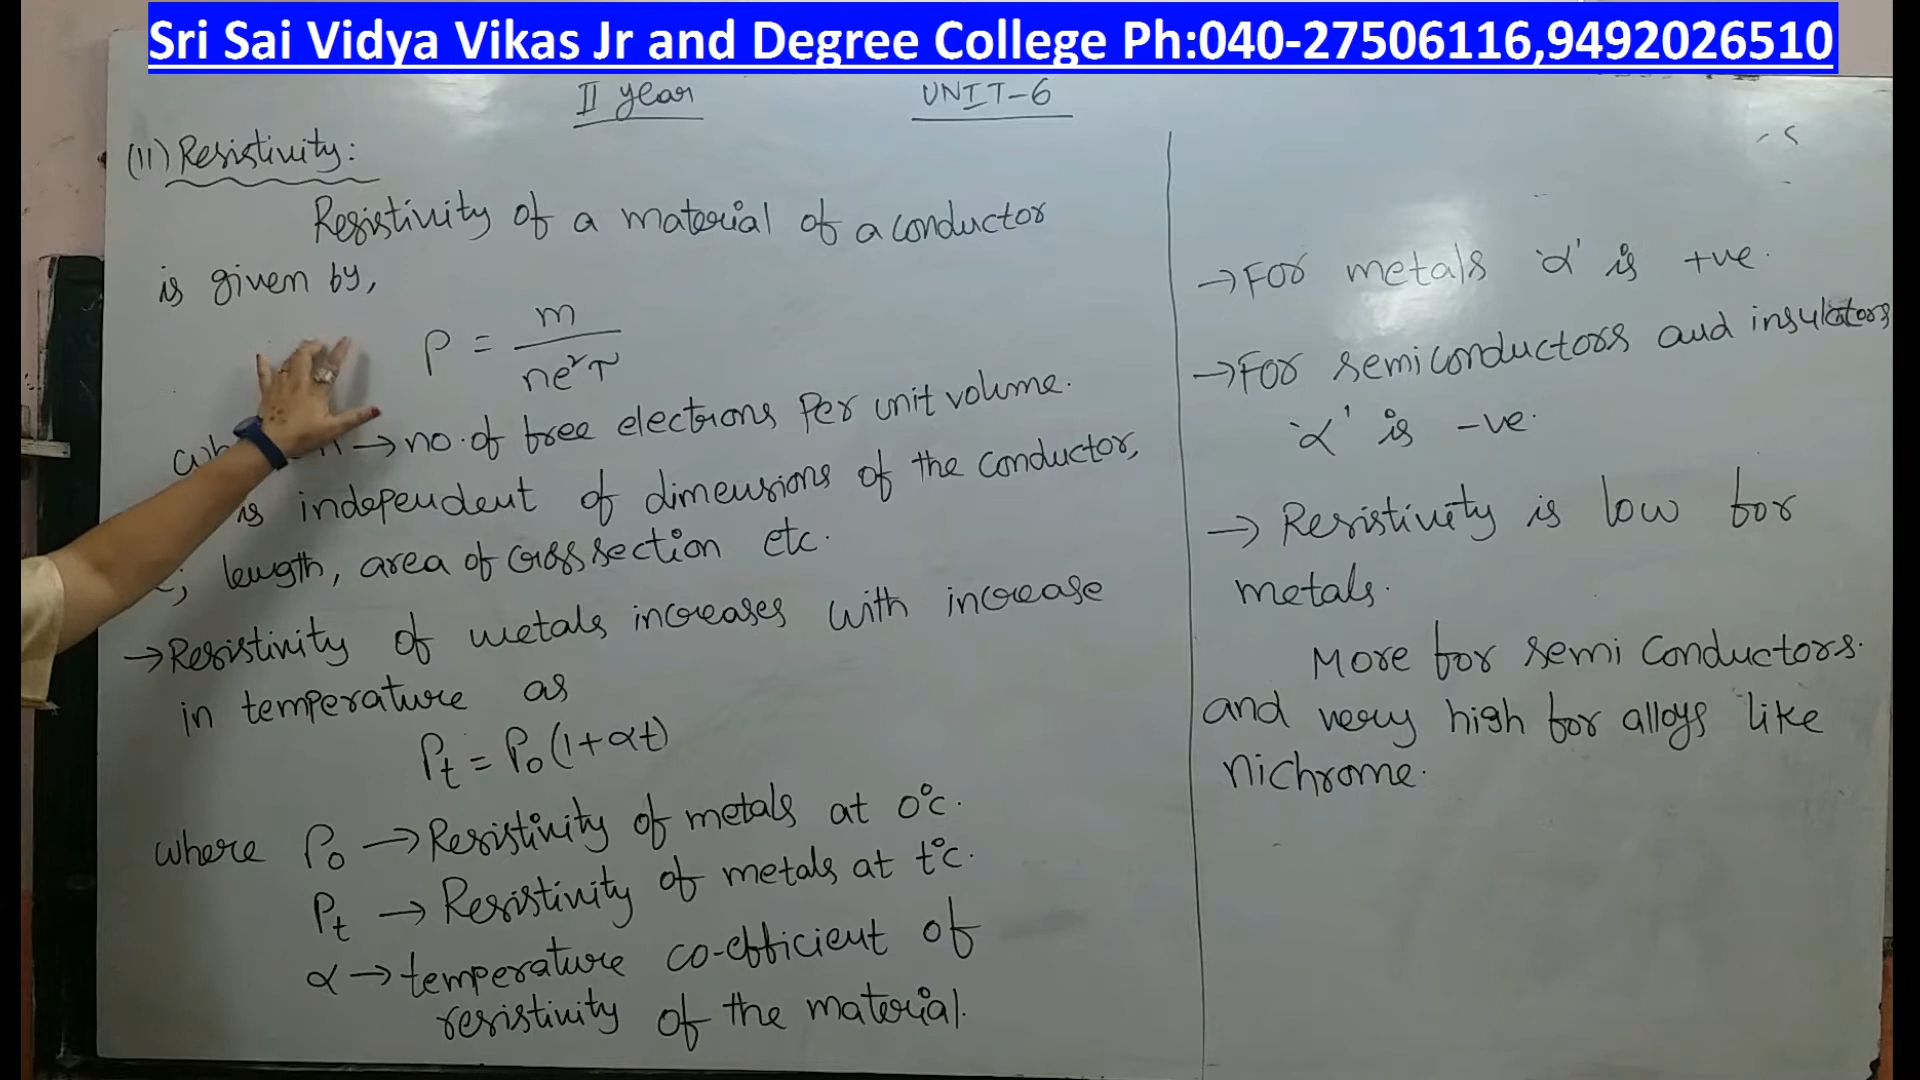 Sri Sai Vidya Vikas Jr and Degree College Ph:040-27506116,9492026510
II year
UNIT-6
(11) Resistivity:
Resistivity of a material of a conductor
is given by,
ρ = m / ne²τ
n → no. of free electrons per unit volume.
is independent of dimensions of the conductor,
length, area of cross section etc.
→ Resistivity of metals increases with increase
in temperature as
ρt = ρ0 (1+αt)
where ρ0 → Resistivity of metals at 0°c.
ρt → Resistivity of metals at t°c.
α → temperature co-efficient of
resistivity of the material.
→ For metals 'α' is +ve.
→ For semiconductors and insulators
'α' is -ve.
→ Resistivity is low for
metals.
More for semi conductors.
and very high for alloys like
nichrome.